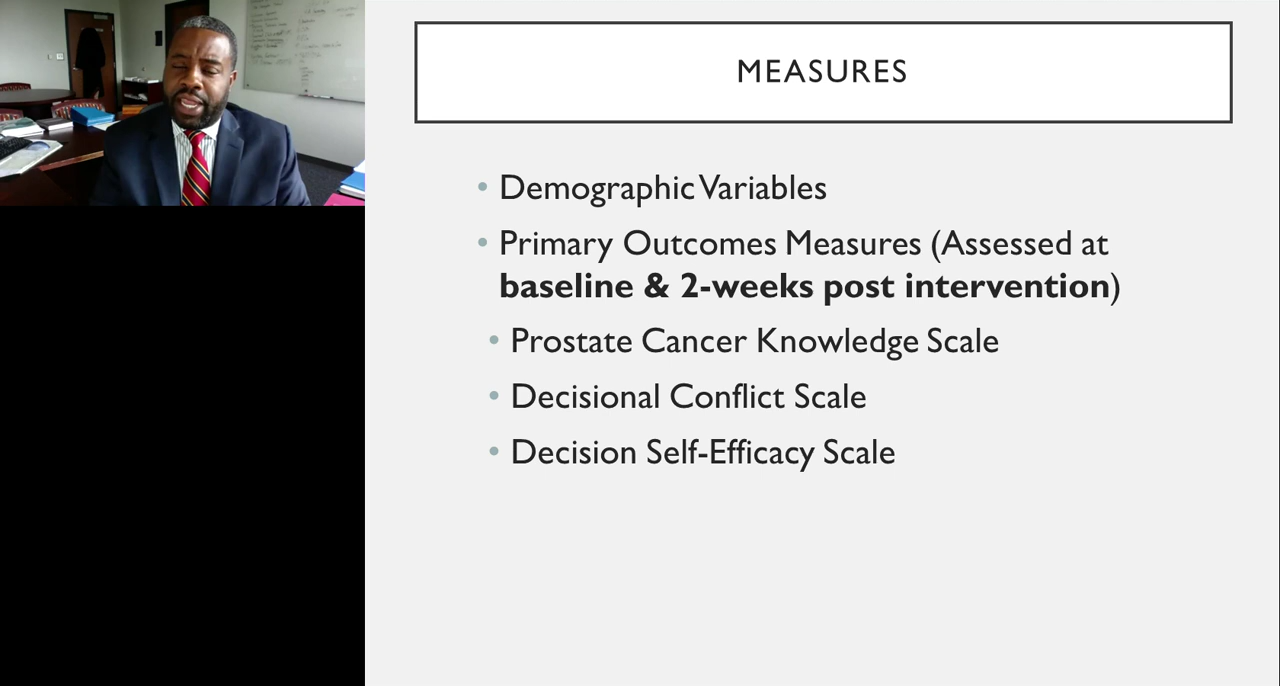 MEASURES
• Demographic Variables
• Primary Outcomes Measures (Assessed at
baseline & 2-weeks post intervention)
• Prostate Cancer Knowledge Scale
• Decisional Conflict Scale
• Decision Self-Efficacy Scale